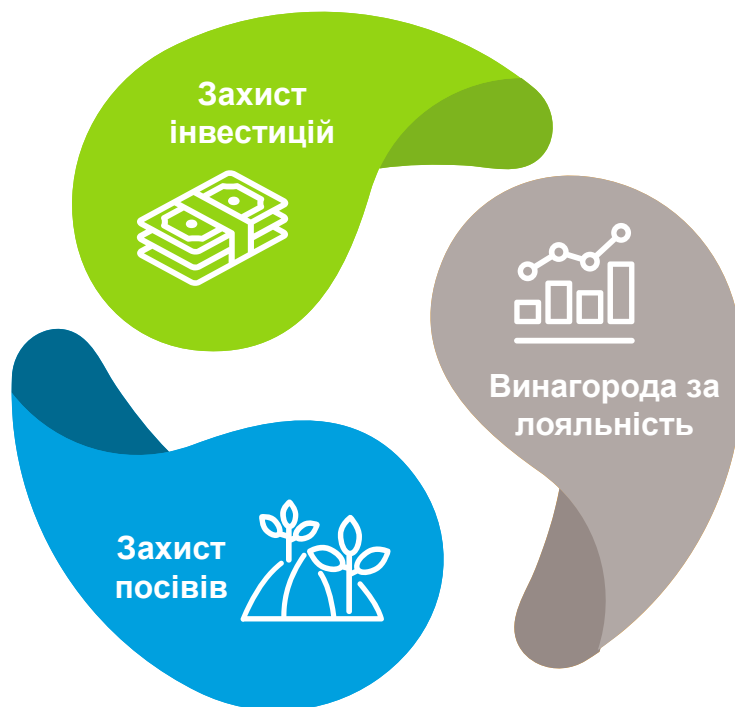 Захист
інвестицій
Винагорода за
лояльність
Захист
посівів